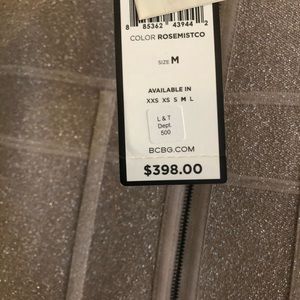 8 85362 43944 2
COLOR ROSEMISTCO
SIZE M
AVAILABLE IN
XXS XS S M L
L & T
Dept.
500
BCBG.COM
$398.00